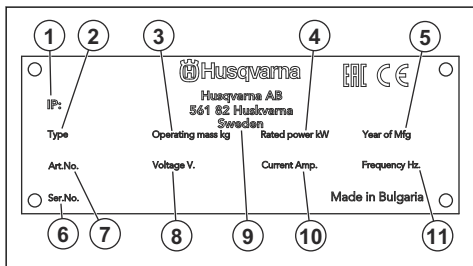 1 2 3 4 5
Husqvarna EAC CE
IP:
Husqvarna AB
561 82 Huskvarna
Sweden
Type Operating mass kg Rated power kW Year of Mfg
Art.No. Voltage V. Current Amp. Frequency Hz.
Ser.No. Made in Bulgaria
6 7 8 9 10 11